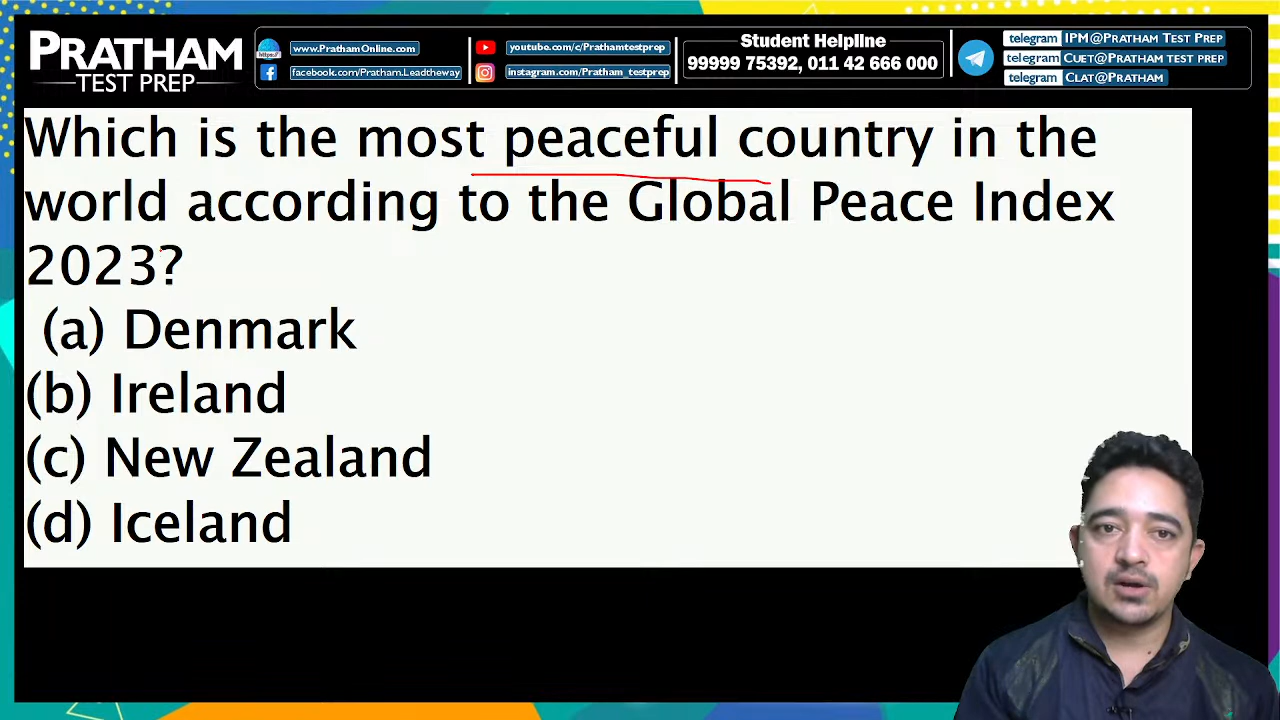 PRATHAM
TEST PREP
https://
www.PrathamOnline.com
facebook.com/Pratham.Leadtheway
youtube.com/c/Prathamtestprep
instagram.com/Pratham_testprep
Student Helpline
99999 75392, 011 42 666 000
telegram IPM@PRATHAM TEST PREP
telegram CUET@PRATHAM TEST PREP
telegram CLAT@PRATHAM
Which is the most peaceful country in the
world according to the Global Peace Index
2023?
(a) Denmark
(b) Ireland
(c) New Zealand
(d) Iceland